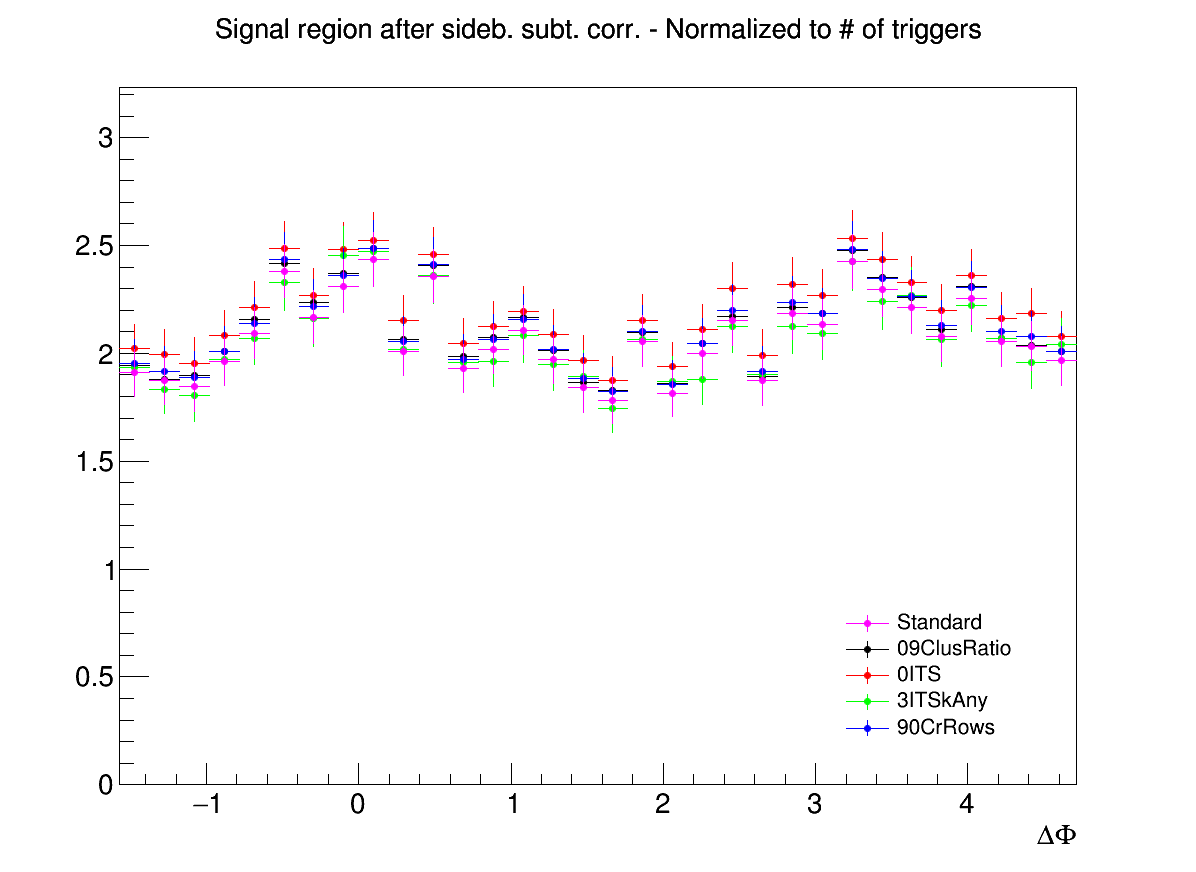 Signal region after sideb. subt. corr. - Normalized to # of triggers
3
2.5
2
1.5
1
0.5
0
−1 0 1 2 3 4
ΔΦ
Standard
09ClusRatio
0ITS
3ITSkAny
90CrRows